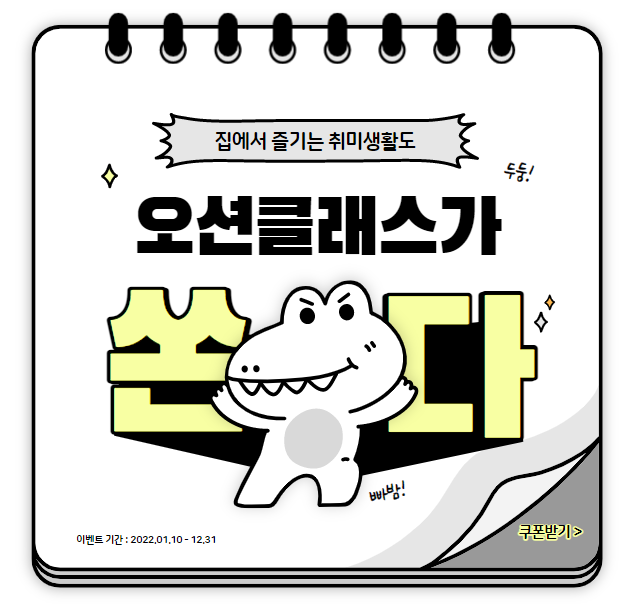 집에서 즐기는 취미생활도
두둥!
오션클래스가
쏜다
빠밤!
이벤트 기간 : 2022.01.10 - 12.31
쿠폰받기 >